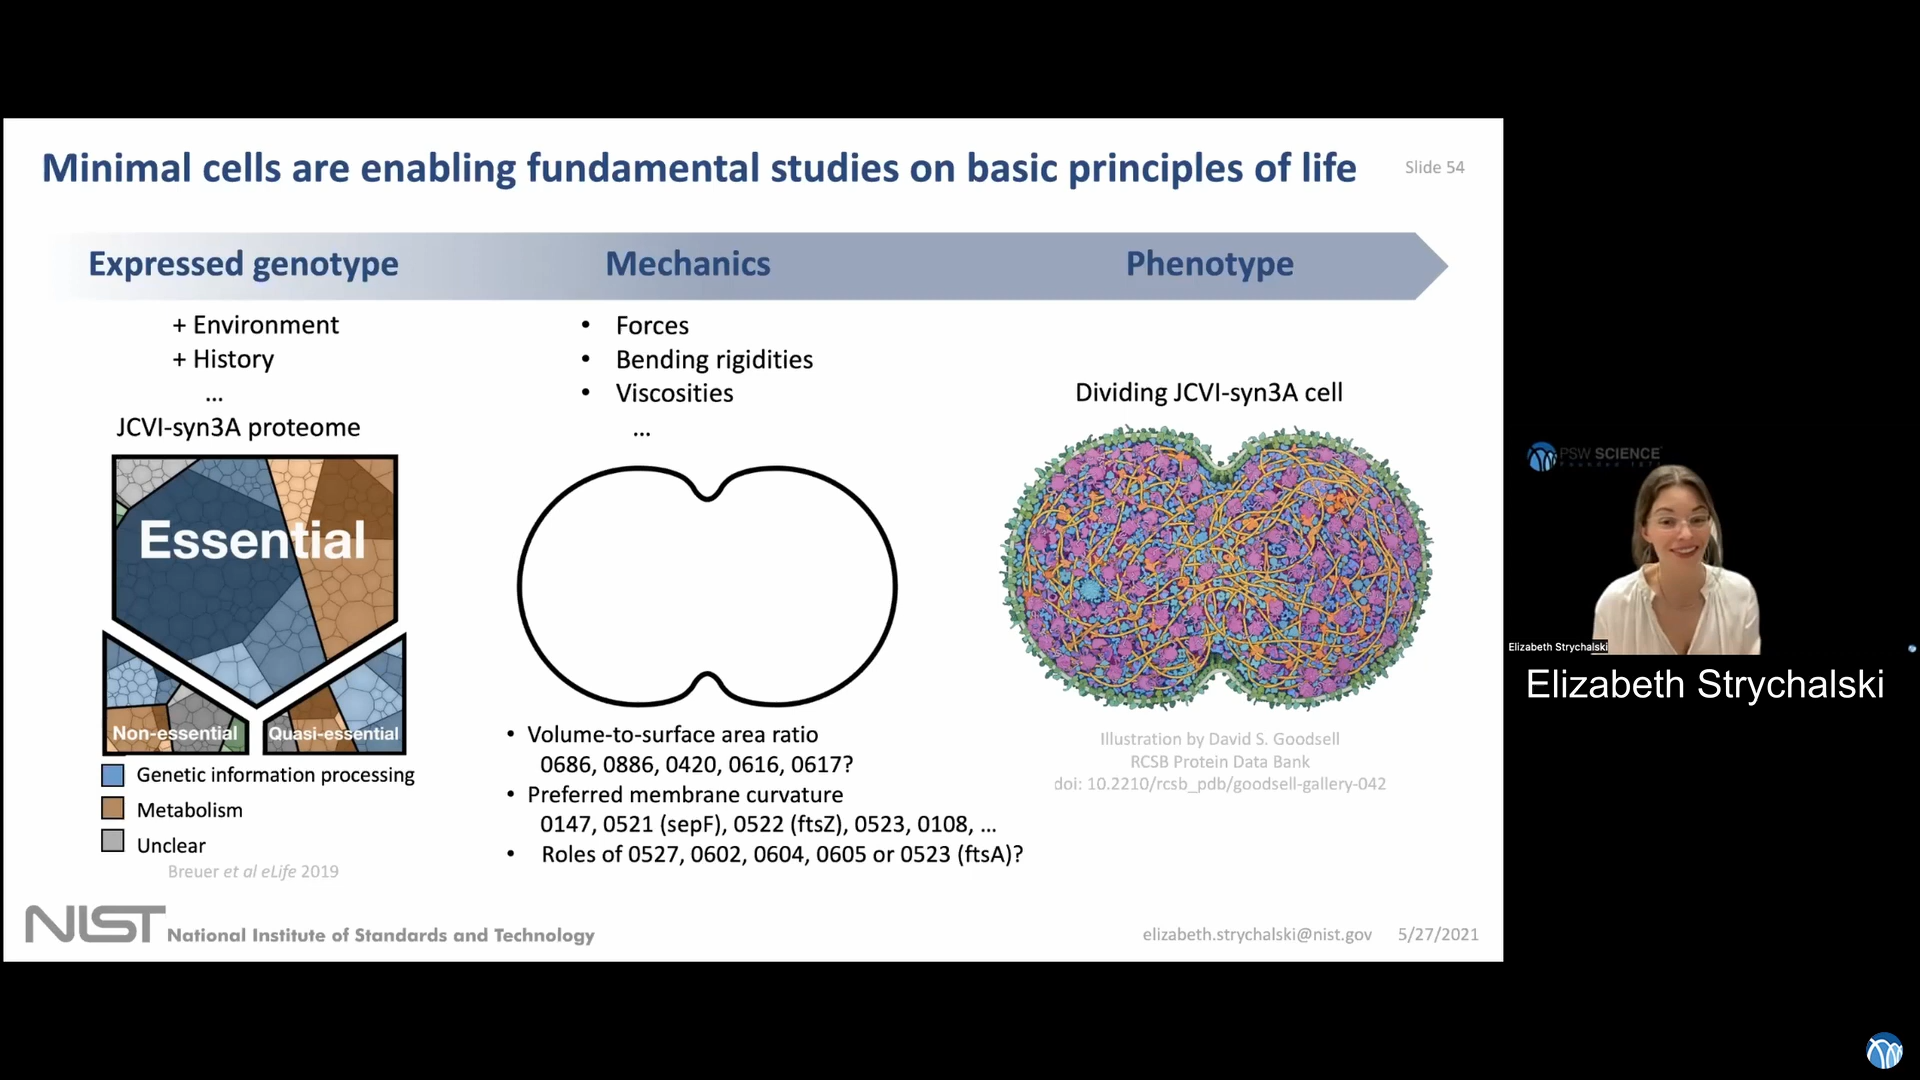 Minimal cells are enabling fundamental studies on basic principles of life
Slide 54
Expressed genotype
Mechanics
Phenotype
+ Environment
+ History
...
JCVI-syn3A proteome
Essential
Non-essential
Quasi-essential
Genetic information processing
Metabolism
Unclear
Breuer et al eLife 2019
• Forces
• Bending rigidities
• Viscosities
...
• Volume-to-surface area ratio
0686, 0886, 0420, 0616, 0617?
• Preferred membrane curvature
0147, 0521 (sepF), 0522 (ftsZ), 0523, 0108, ...
• Roles of 0527, 0602, 0604, 0605 or 0523 (ftsA)?
Dividing JCVI-syn3A cell
Illustration by David S. Goodsell
RCSB Protein Data Bank
doi: 10.2210/rcsb_pdb/goodsell-gallery-042
NIST National Institute of Standards and Technology
elizabeth.strychalski@nist.gov 5/27/2021
PSW SCIENCE
Elizabeth Strychalski
Elizabeth Strychalski